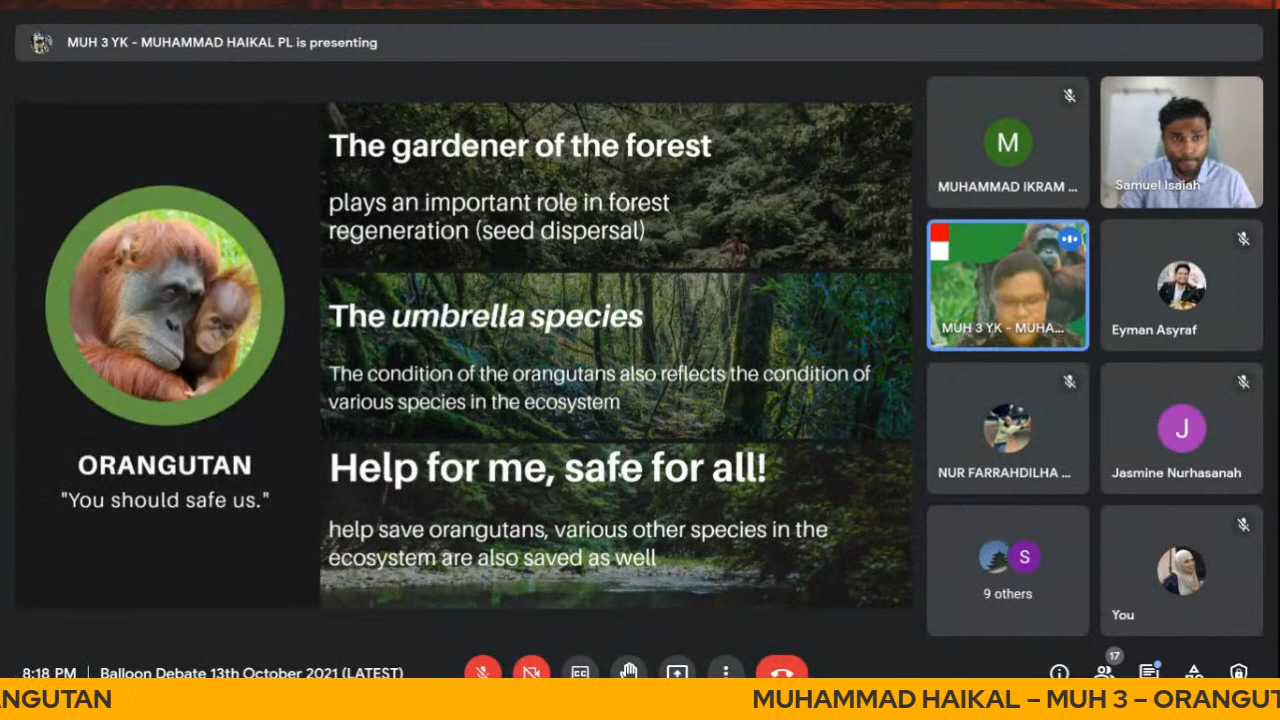 MUH 3 YK - MUHAMMAD HAIKAL PL is presenting
The gardener of the forest
plays an important role in forest
regeneration (seed dispersal)
The umbrella species
The condition of the orangutans also reflects the condition of
various species in the ecosystem
Help for me, safe for all!
help save orangutans, various other species in the
ecosystem are also saved as well
ORANGUTAN
"You should safe us."
M
MUHAMMAD IKRAM ...
Samuel Isaiah
MUH 3 YK - MUHA...
Eyman Asyraf
NUR FARRAHDILHA ...
J
Jasmine Nurhasanah
S
9 others
You
8:18 PM | Balloon Debate 13th October 2021 (LATEST)
CC
17
NGUTAN
MUHAMMAD HAIKAL – MUH 3 – ORANGUT